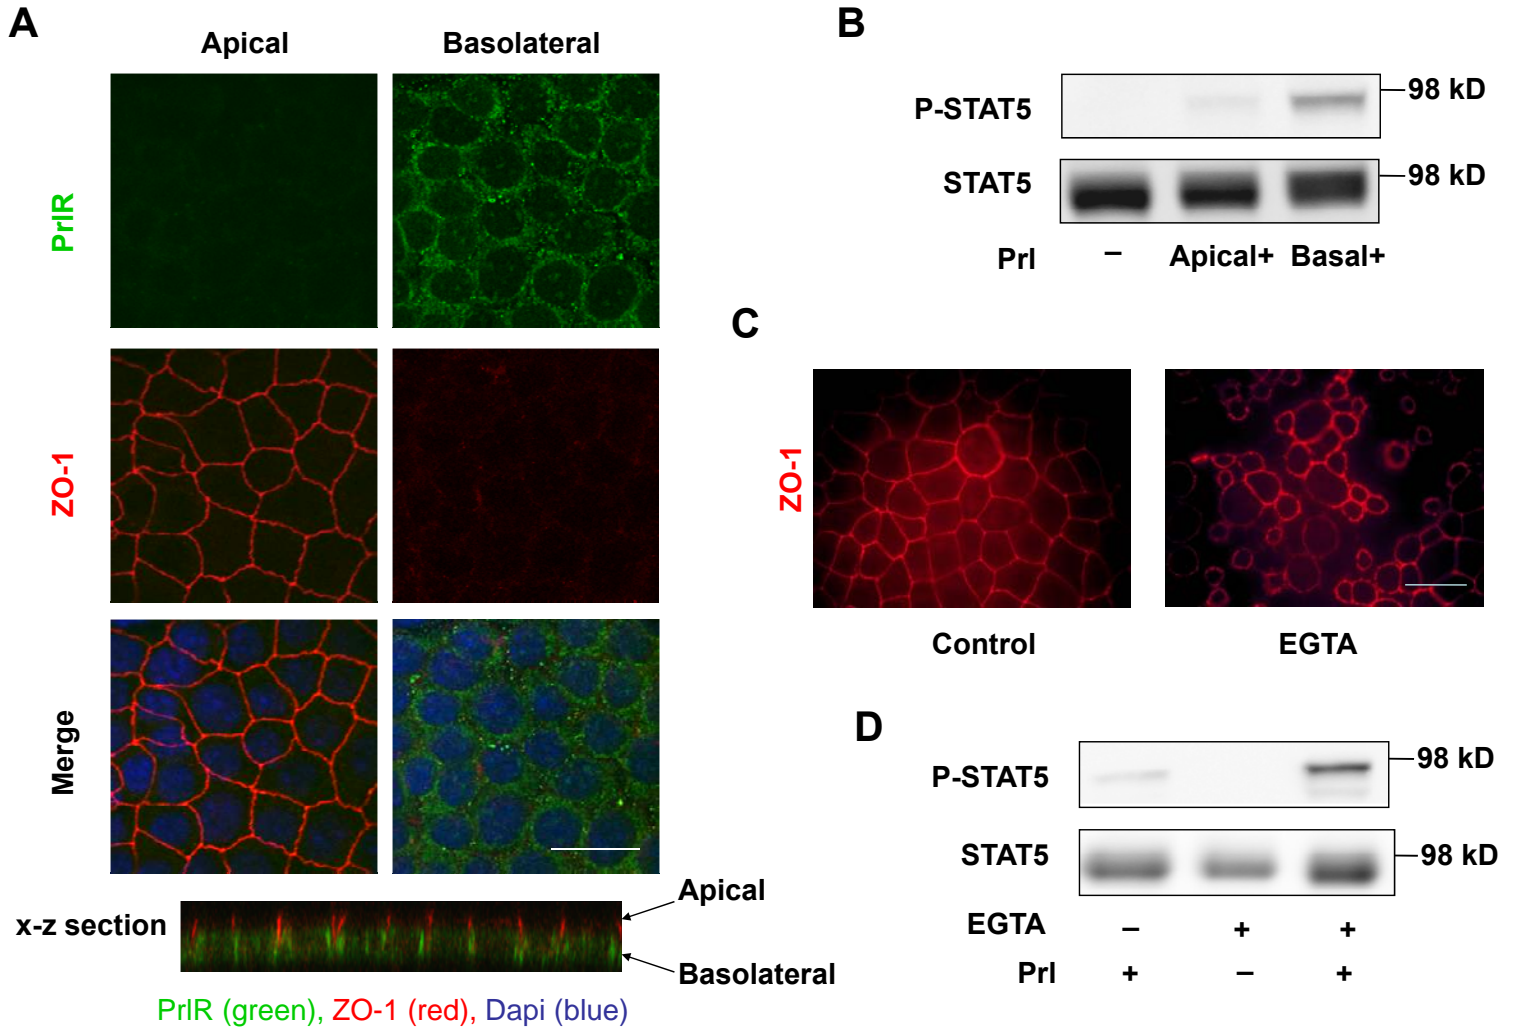 A
Apical
Basolateral
PrlR
ZO-1
Merge
x-z section
Apical
Basolateral
PrlR (green), ZO-1 (red), Dapi (blue)
B
P-STAT5
98 kD
STAT5
98 kD
Prl – Apical+ Basal+
C
ZO-1
Control
EGTA
D
P-STAT5
98 kD
STAT5
98 kD
EGTA – + +
Prl + – +